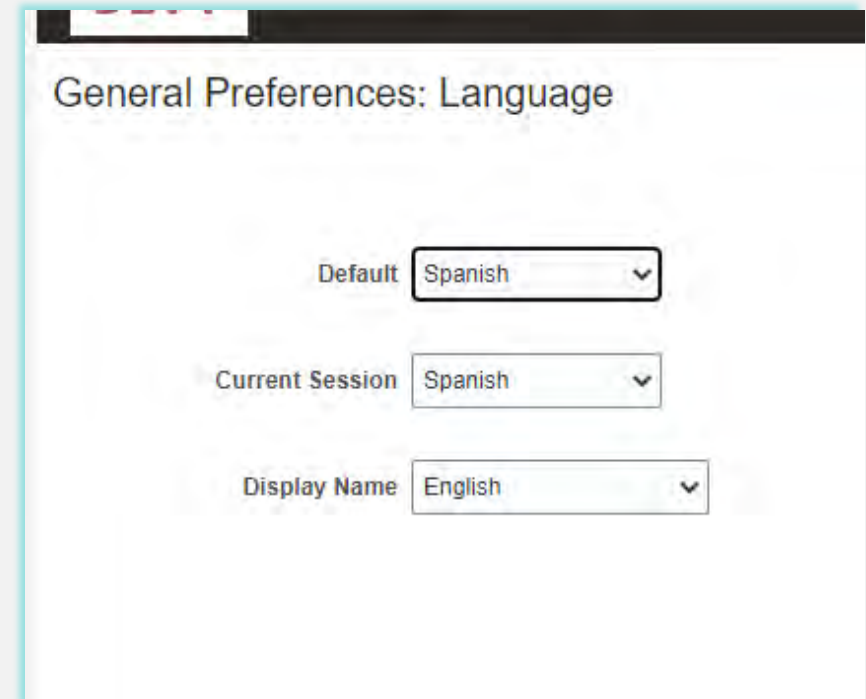 General Preferences: Language
Default Spanish
Current Session Spanish
Display Name English